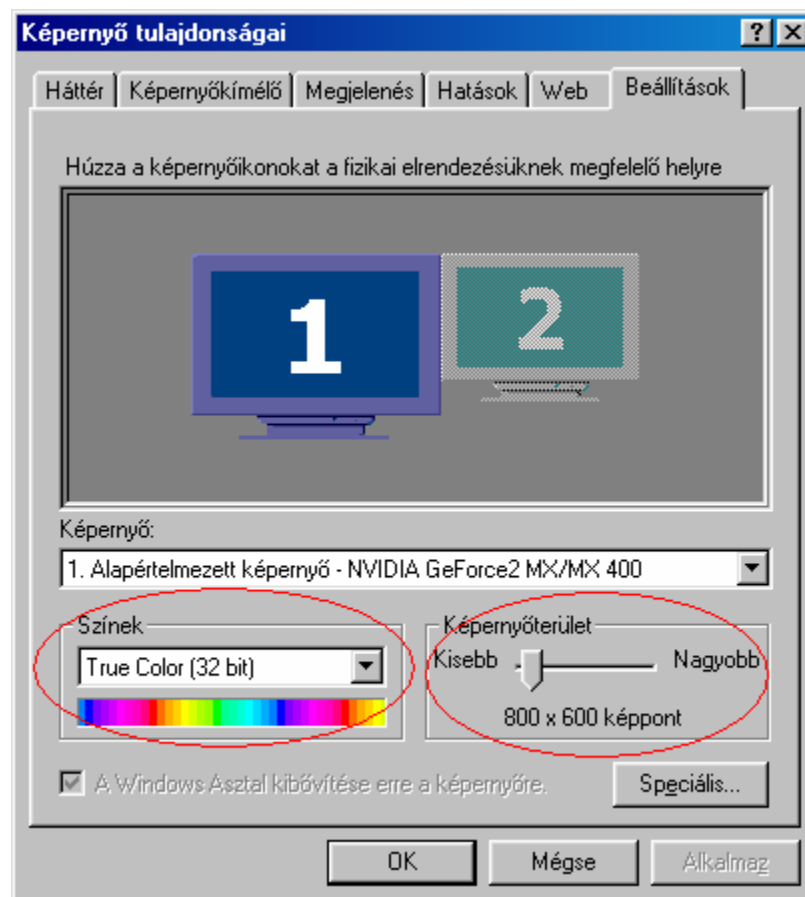 Képernyő tulajdonságai
Háttér Képernyőkímélő Megjelenés Hatások Web Beállítások
Húzza a képernyőikonokat a fizikai elrendezésüknek megfelelő helyre
1 2
Képernyő:
1. Alapértelmezett képernyő - NVIDIA GeForce2 MX/MX 400
Színek
True Color (32 bit)
Képernyőterület
Kisebb Nagyobb
800 x 600 képpont
A Windows Asztal kibővítése erre a képernyőre.
Speciális...
OK Mégse Alkalmaz